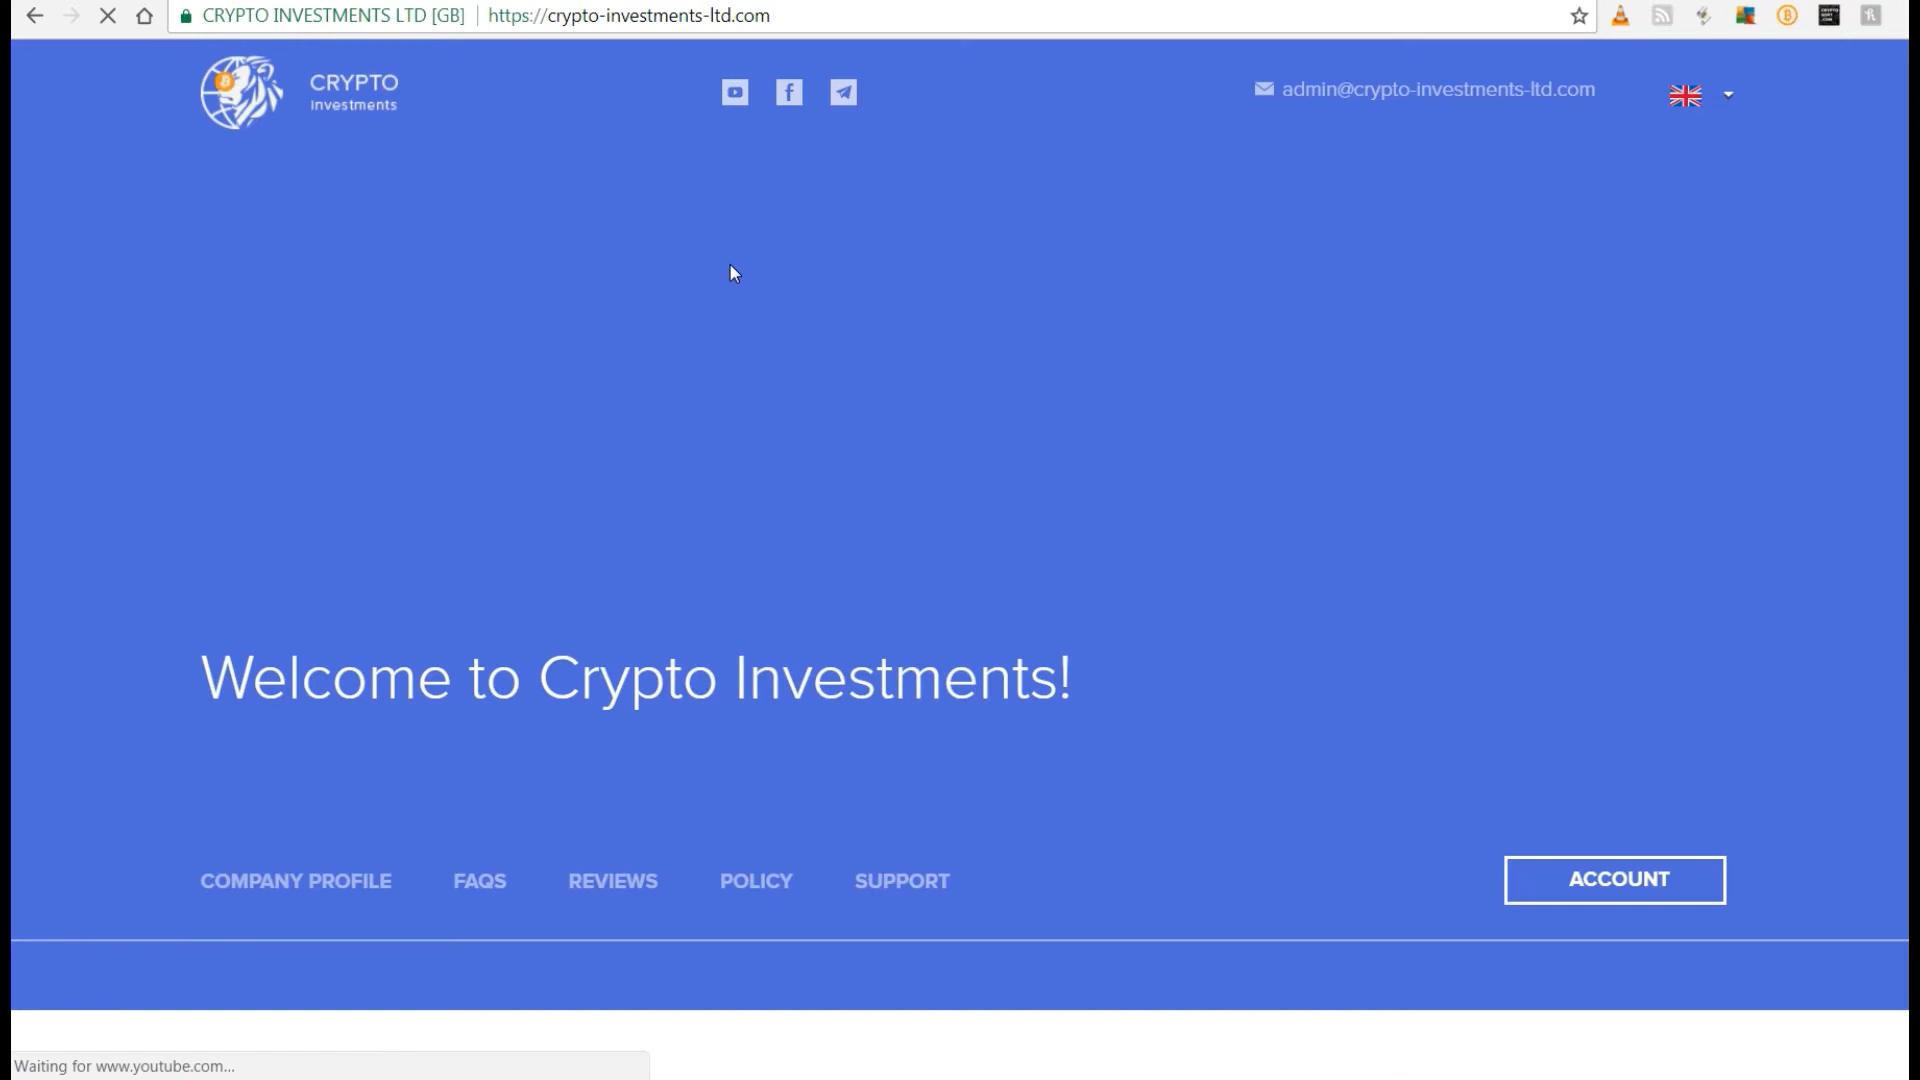 CRYPTO INVESTMENTS LTD [GB] https://crypto-investments-ltd.com
CRYPTO
Investments
admin@crypto-investments-ltd.com
Welcome to Crypto Investments!
COMPANY PROFILE FAQS REVIEWS POLICY SUPPORT
ACCOUNT
Waiting for www.youtube.com...